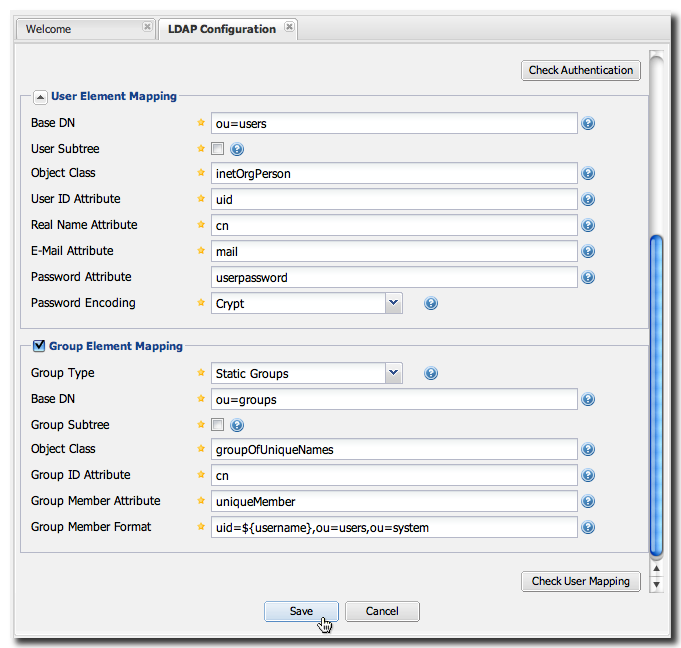 Welcome LDAP Configuration
Check Authentication
User Element Mapping
Base DN ou=users
User Subtree
Object Class inetOrgPerson
User ID Attribute uid
Real Name Attribute cn
E-Mail Attribute mail
Password Attribute userpassword
Password Encoding Crypt
Group Element Mapping
Group Type Static Groups
Base DN ou=groups
Group Subtree
Object Class groupOfUniqueNames
Group ID Attribute cn
Group Member Attribute uniqueMember
Group Member Format uid=${username},ou=users,ou=system
Check User Mapping
Save Cancel